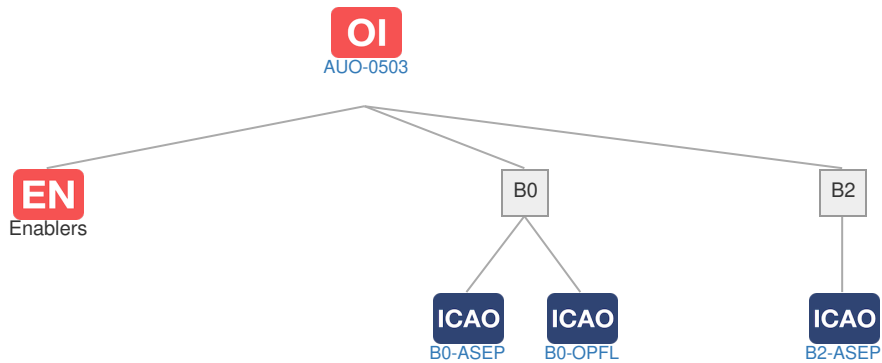 OI
AUO-0503
EN
Enablers
B0
B2
ICAO
B0-ASEP
ICAO
B0-OPFL
ICAO
B2-ASEP